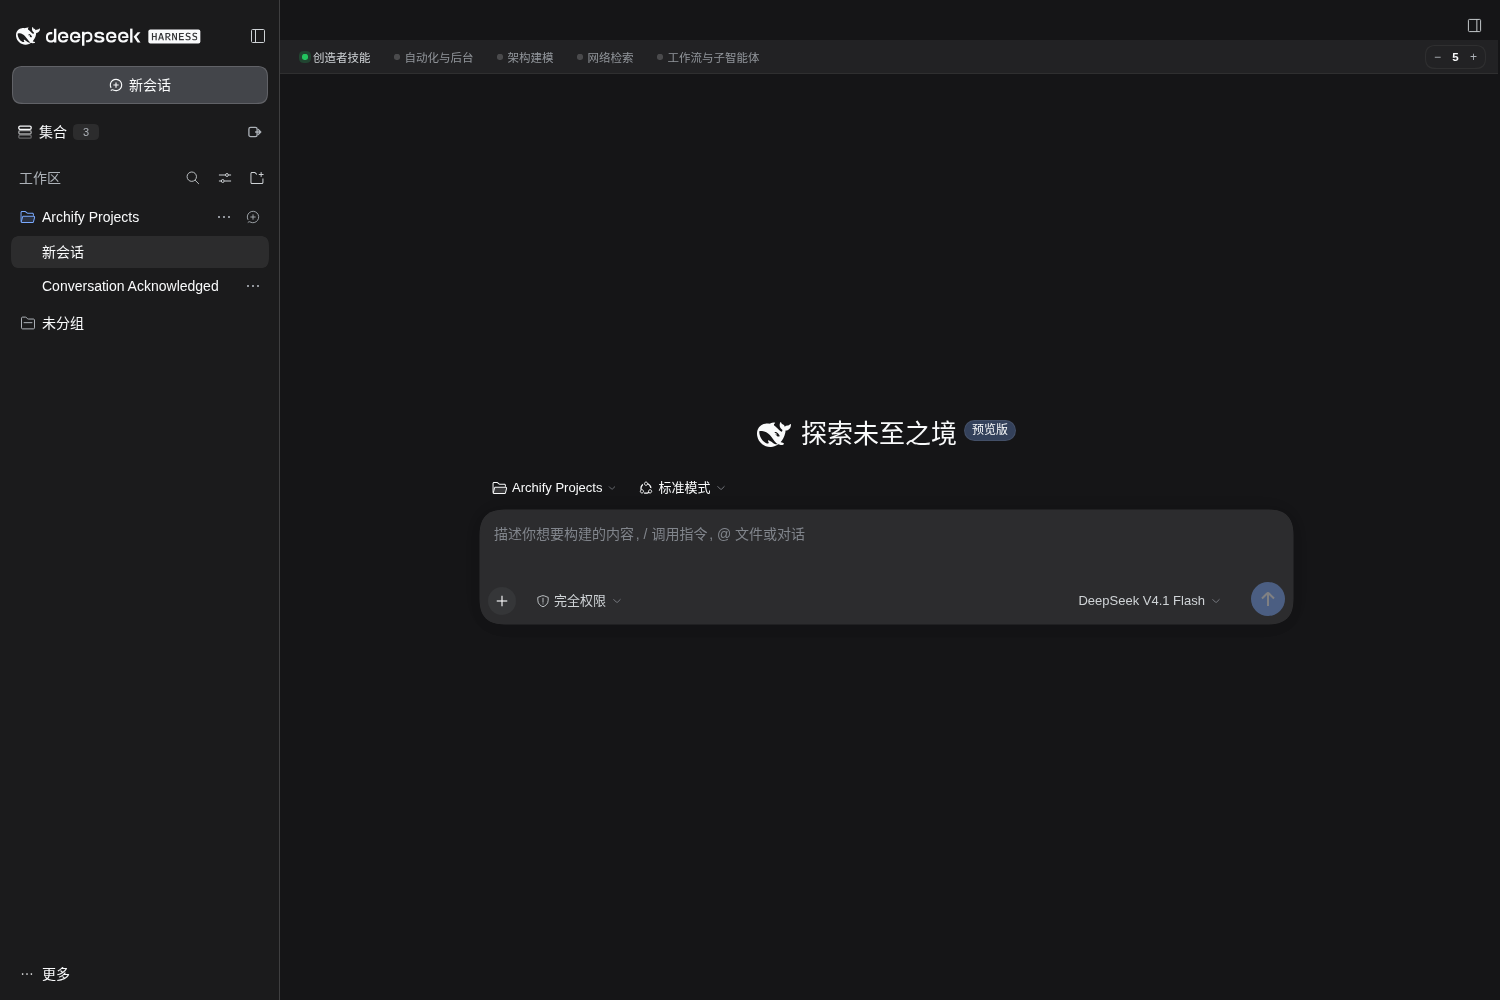 deepseek HARNESS
新会话
集合 3
工作区
Archify Projects
新会话
Conversation Acknowledged
未分组
更多
创造者技能 自动化与后台 架构建模 网络检索 工作流与子智能体 − 5 +
探索未至之境 预览版
Archify Projects 标准模式
描述你想要构建的内容, / 调用指令, @ 文件或对话
完全权限 DeepSeek V4.1 Flash